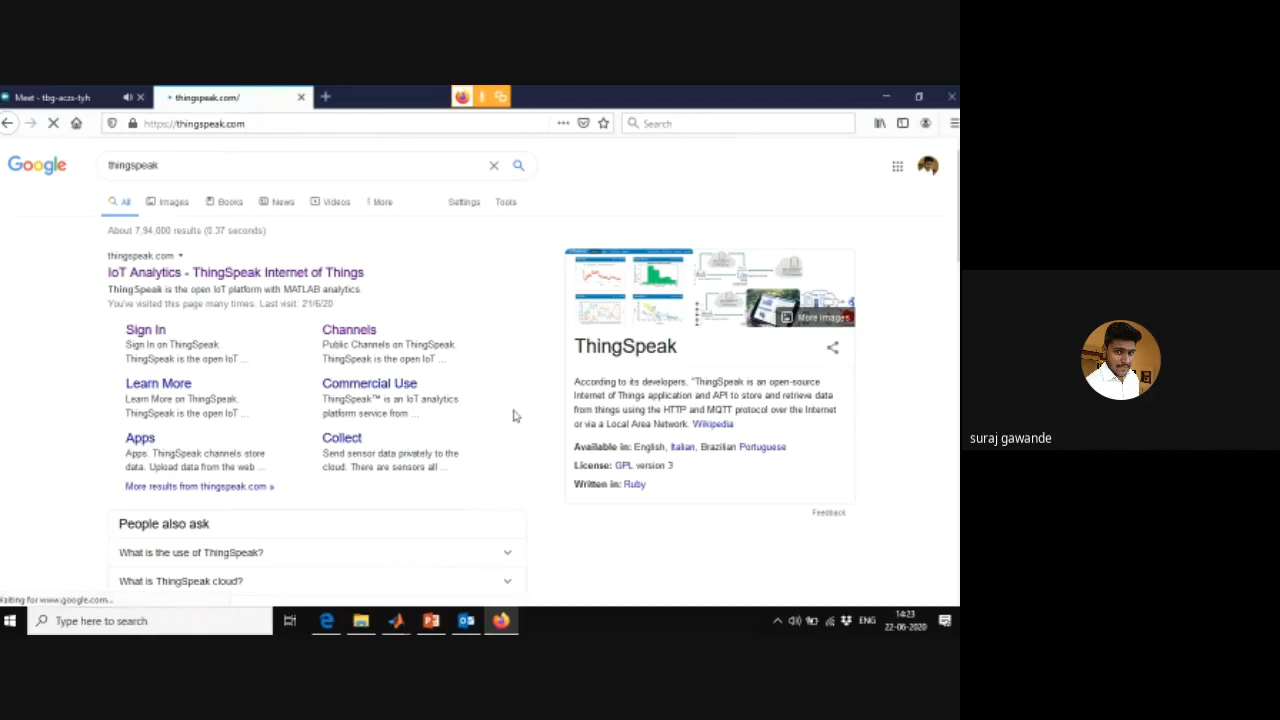 Meet - tbg-aczs-tyh
thingspeak.com/
https://thingspeak.com
Search
Google
thingspeak
All
Images
Books
News
Videos
More
Settings
Tools
About 7,94,000 results (0.37 seconds)
thingspeak.com
IoT Analytics - ThingSpeak Internet of Things
ThingSpeak is the open IoT platform with MATLAB analytics.
You've visited this page many times. Last visit: 21/6/20
Sign In
Sign In on ThingSpeak.
ThingSpeak is the open IoT ...
Channels
Public Channels on ThingSpeak.
ThingSpeak is the open IoT ...
Learn More
Learn More on ThingSpeak.
ThingSpeak is the open IoT ...
Commercial Use
ThingSpeak™ is an IoT analytics
platform service from ...
Apps
Apps. ThingSpeak channels store
data. Upload data from the web ...
Collect
Send sensor data privately to the
cloud. There are sensors all ...
More results from thingspeak.com »
People also ask
What is the use of ThingSpeak?
What is ThingSpeak cloud?
More images
ThingSpeak
According to its developers, "ThingSpeak is an open-source
Internet of Things application and API to store and retrieve data
from things using the HTTP and MQTT protocol over the Internet
or via a Local Area Network. Wikipedia
Available in: English, Italian, Brazilian Portuguese
License: GPL version 3
Written in: Ruby
Feedback
aiting for www.google.com...
Type here to search
ENG
14:23
22-06-2020
suraj gawande